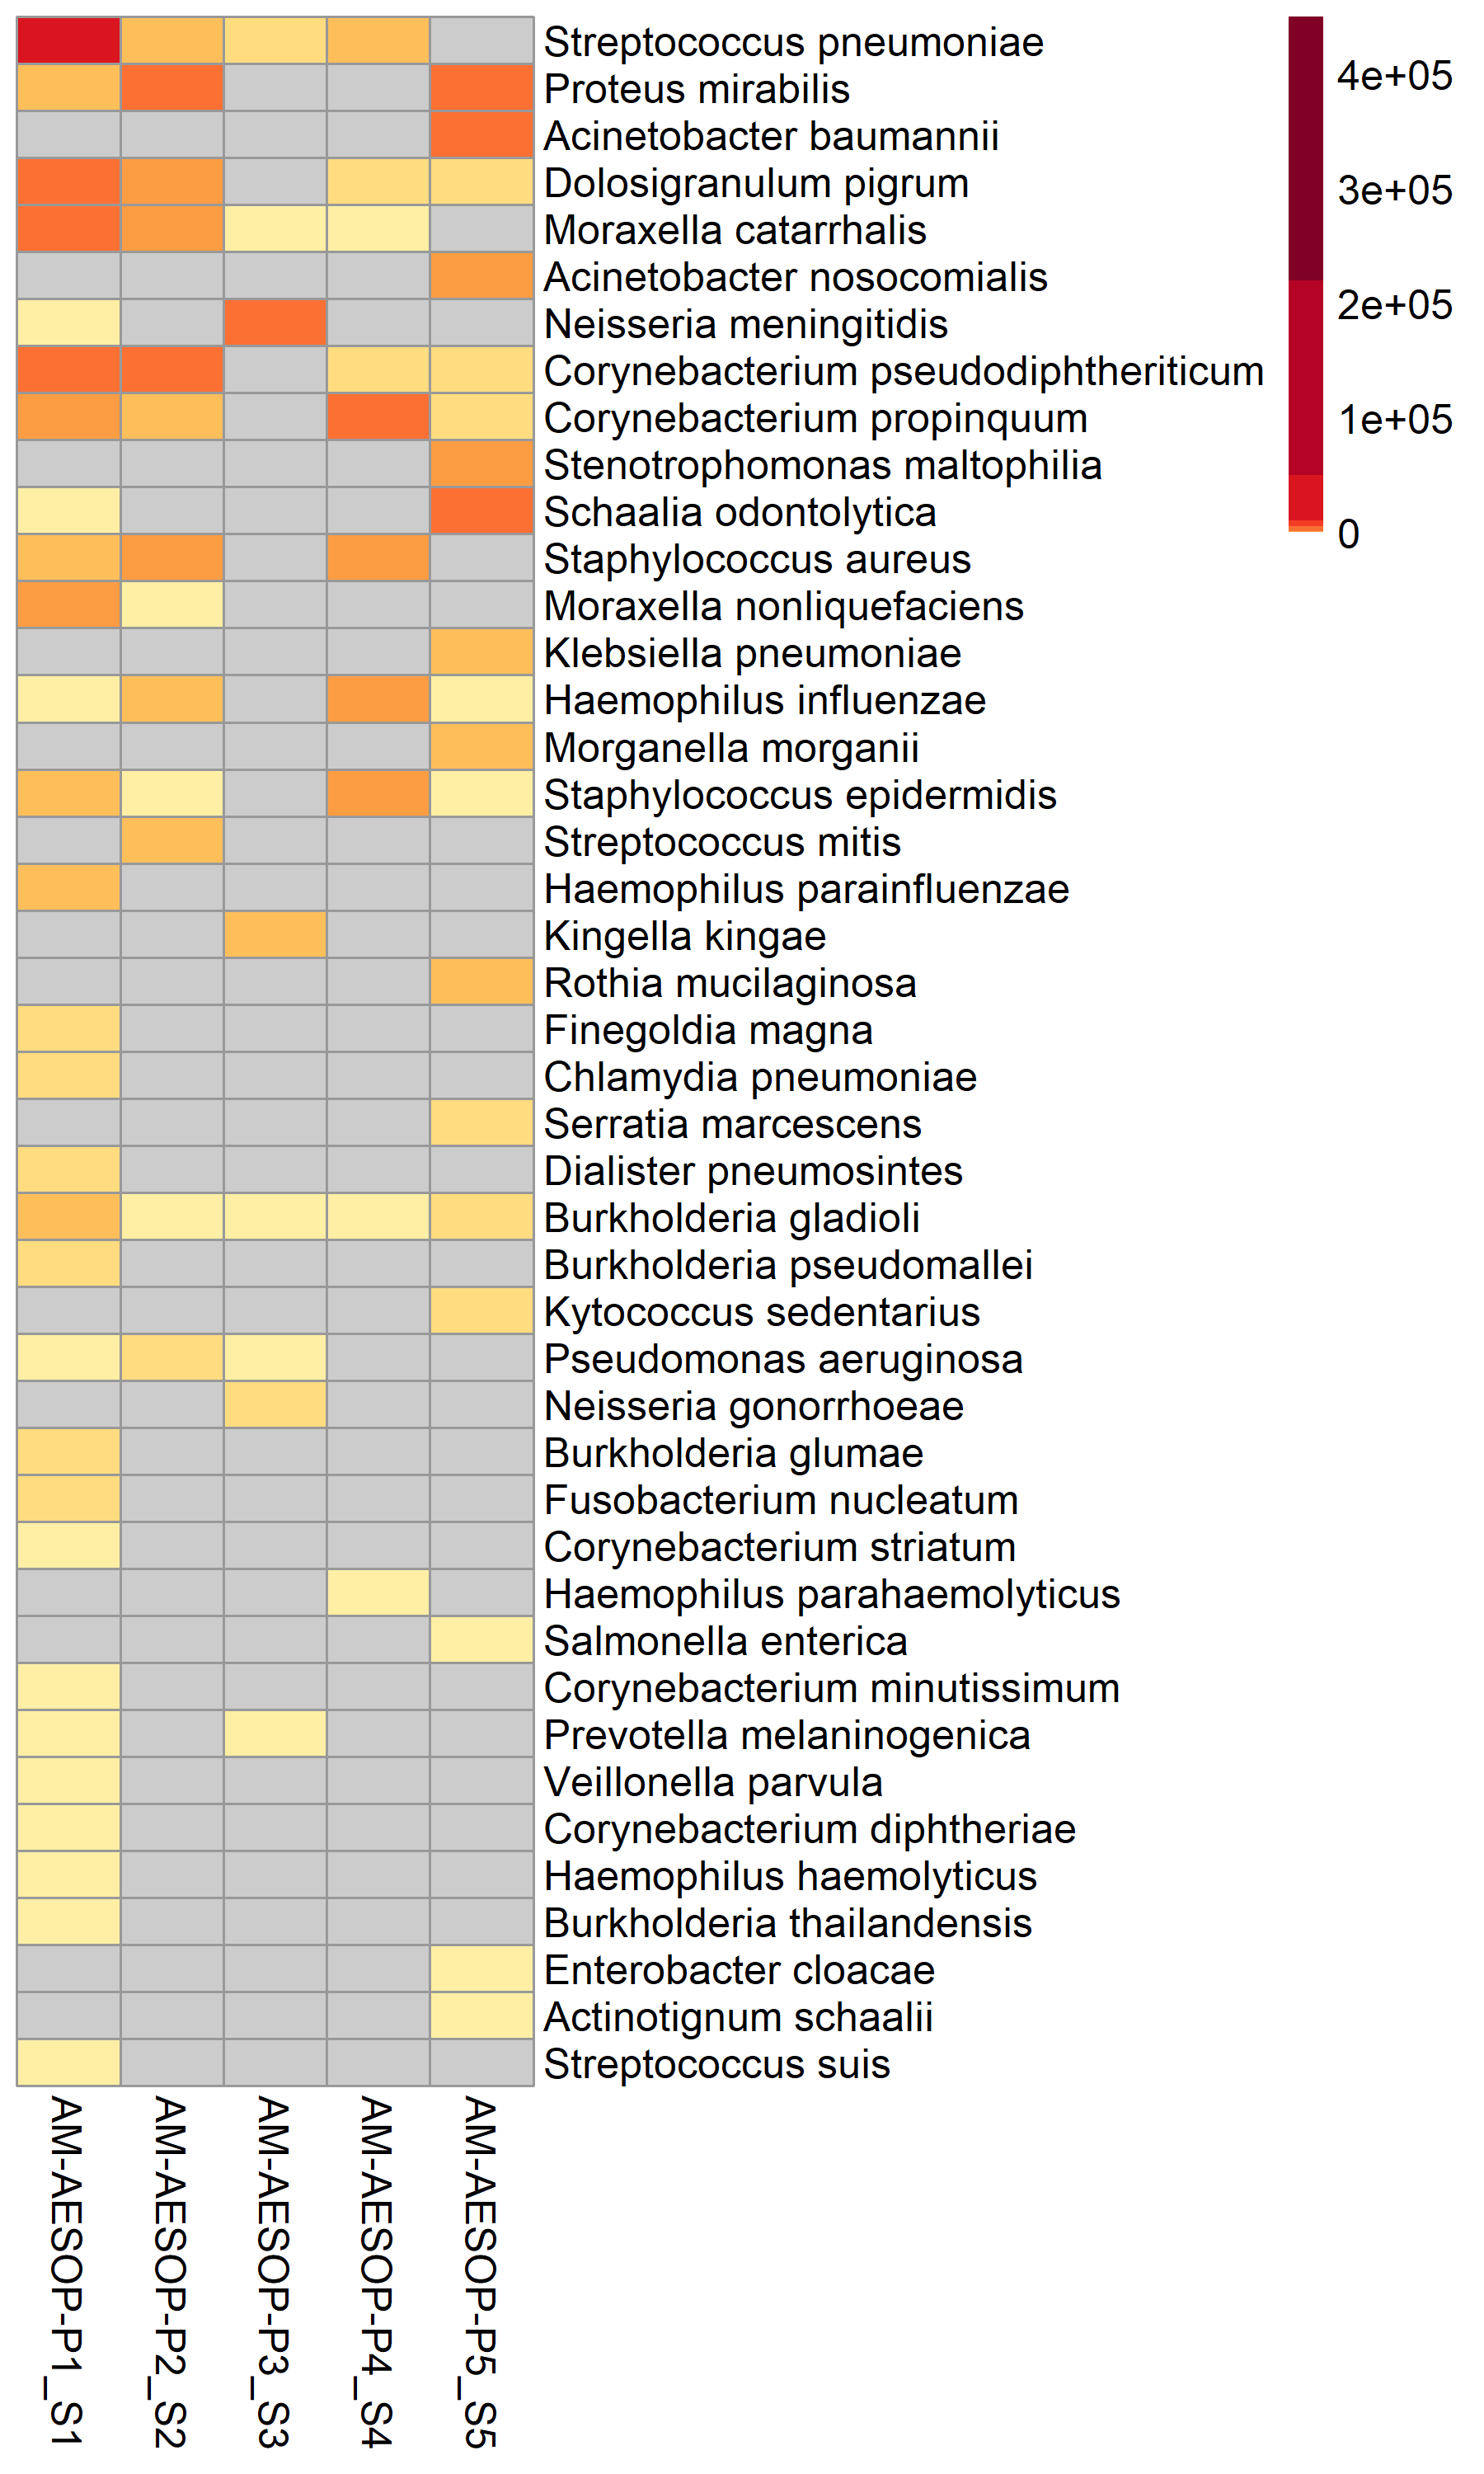 Streptococcus pneumoniae
Proteus mirabilis
Acinetobacter baumannii
Dolosigranulum pigrum
Moraxella catarrhalis
Acinetobacter nosocomialis
Neisseria meningitidis
Corynebacterium pseudodiphtheriticum
Corynebacterium propinquum
Stenotrophomonas maltophilia
Schaalia odontolytica
Staphylococcus aureus
Moraxella nonliquefaciens
Klebsiella pneumoniae
Haemophilus influenzae
Morganella morganii
Staphylococcus epidermidis
Streptococcus mitis
Haemophilus parainfluenzae
Kingella kingae
Rothia mucilaginosa
Finegoldia magna
Chlamydia pneumoniae
Serratia marcescens
Dialister pneumosintes
Burkholderia gladioli
Burkholderia pseudomallei
Kytococcus sedentarius
Pseudomonas aeruginosa
Neisseria gonorrhoeae
Burkholderia glumae
Fusobacterium nucleatum
Corynebacterium striatum
Haemophilus parahaemolyticus
Salmonella enterica
Corynebacterium minutissimum
Prevotella melaninogenica
Veillonella parvula
Corynebacterium diphtheriae
Haemophilus haemolyticus
Burkholderia thailandensis
Enterobacter cloacae
Actinotignum schaalii
Streptococcus suis
4e+05
3e+05
2e+05
1e+05
0
AM-AESOP-P1_S1
AM-AESOP-P2_S2
AM-AESOP-P3_S3
AM-AESOP-P4_S4
AM-AESOP-P5_S5